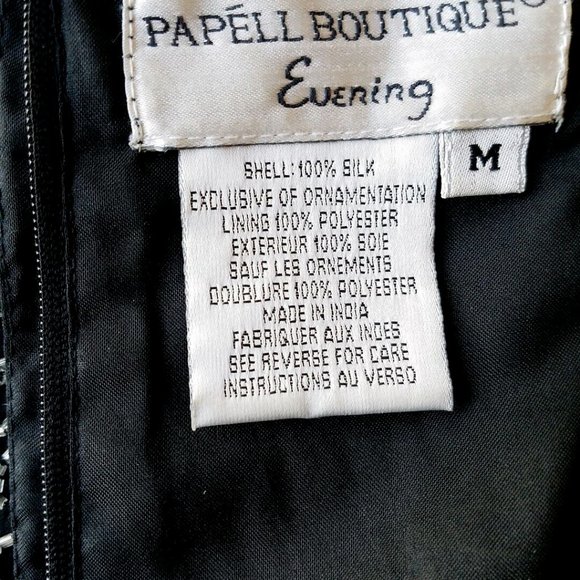 PAPÉLL BOUTIQUE®
Evening
M
SHELL: 100% SILK
EXCLUSIVE OF ORNAMENTATION
LINING 100% POLYESTER
EXTERIEUR 100% SOIE
SAUF LES ORNEMENTS
DOUBLURE 100% POLYESTER
MADE IN INDIA
FABRIQUER AUX INDES
SEE REVERSE FOR CARE
INSTRUCTIONS AU VERSO